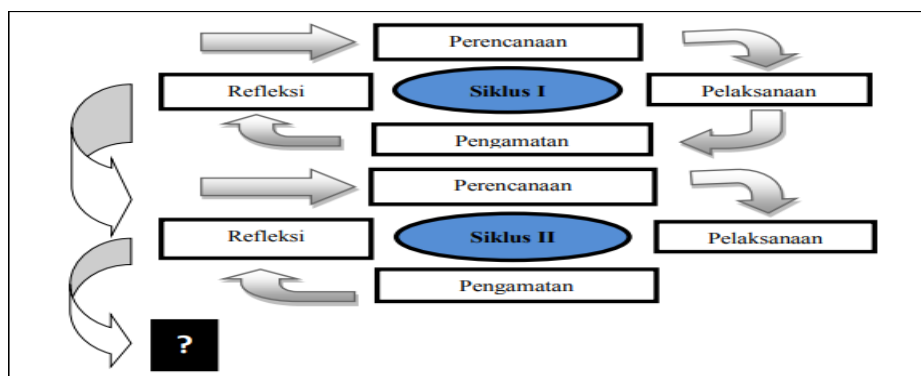 Perencanaan
Refleksi
Siklus I
Pelaksanaan
Pengamatan
Perencanaan
Refleksi
Siklus II
Pelaksanaan
Pengamatan
?